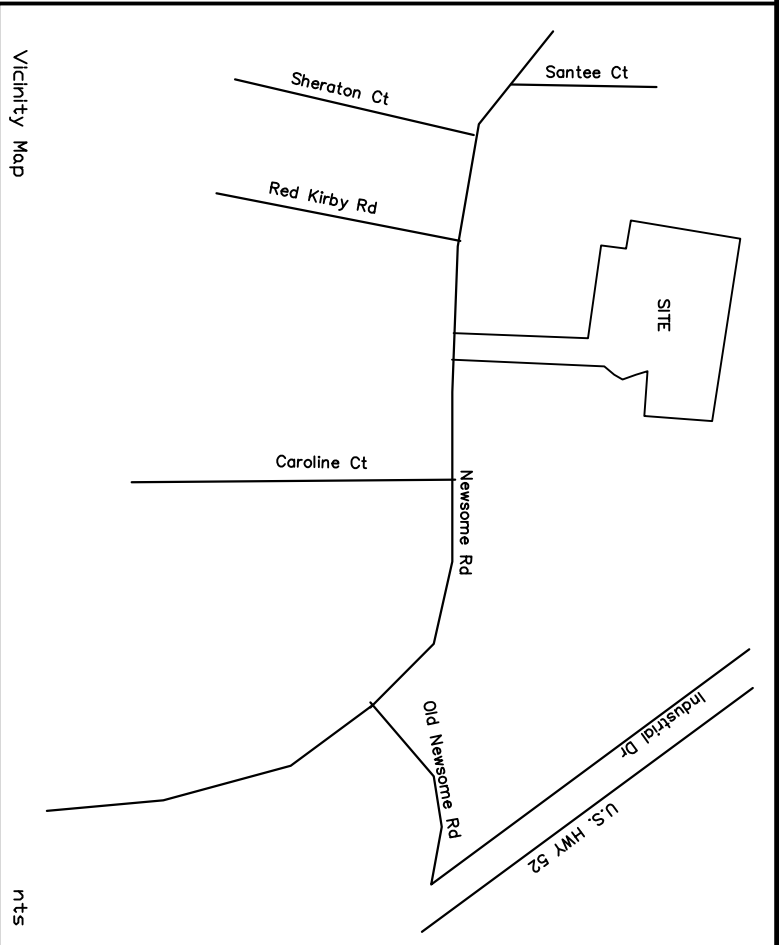 Vicinity Map
Santee Ct
Sheraton Ct
Red Kirby Rd
SITE
Caroline Ct
Newsome Rd
Old Newsome Rd
Industrial Dr
U.S. HWY 52
nts